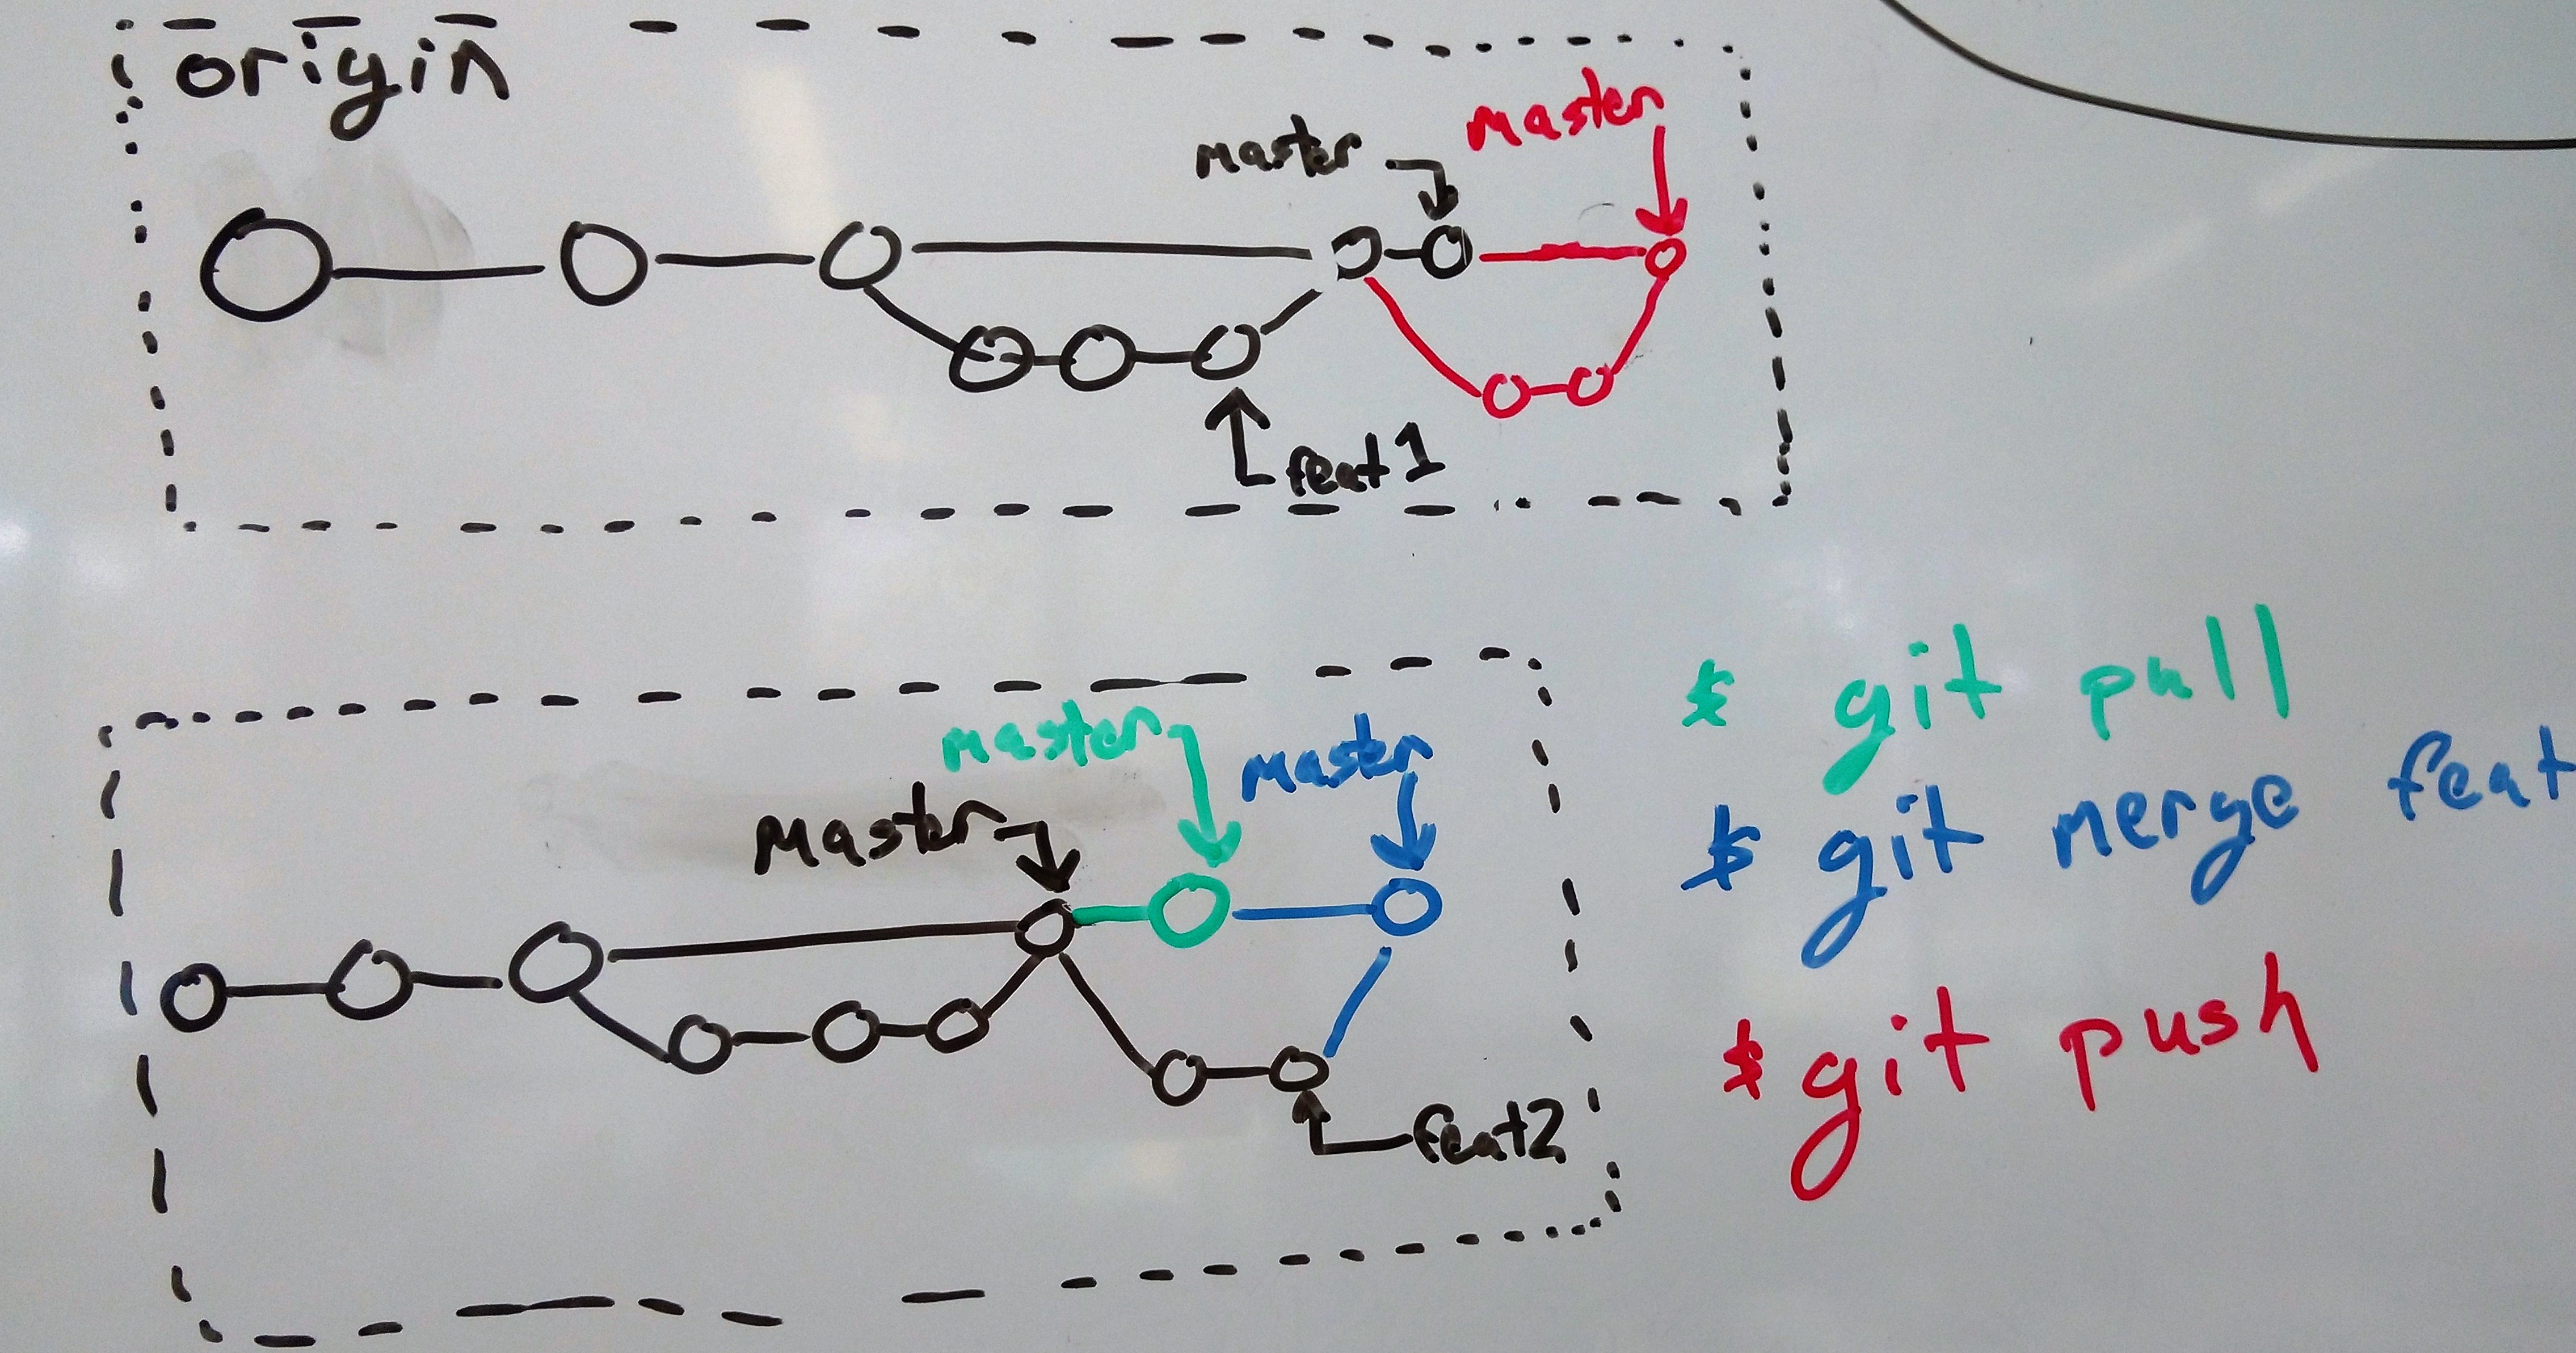 origin
master
master
feat1
$ git pull
master
master
$ git merge feat
master
$ git push
feat2